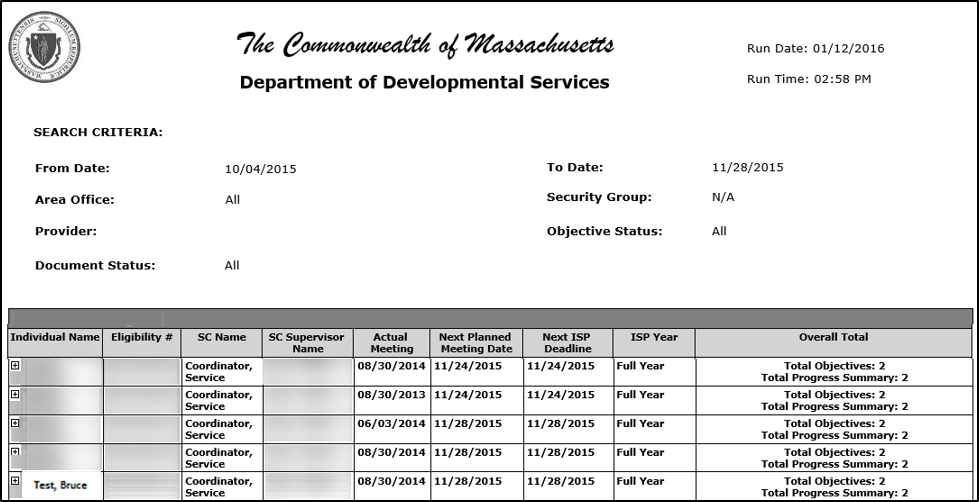 The Commonwealth of Massachusetts
Department of Developmental Services
Run Date: 01/12/2016
Run Time: 02:58 PM
SEARCH CRITERIA:
From Date: 10/04/2015 To Date: 11/28/2015
Area Office: All Security Group: N/A
Provider: Objective Status: All
Document Status: All
Individual Name Eligibility # SC Name SC Supervisor Name Actual Meeting Next Planned Meeting Date Next ISP Deadline ISP Year Overall Total
Coordinator, Service 08/30/2014 11/24/2015 11/24/2015 Full Year Total Objectives: 2
Total Progress Summary: 2
Coordinator, Service 08/30/2013 11/24/2015 11/24/2015 Full Year Total Objectives: 2
Total Progress Summary: 2
Coordinator, Service 06/03/2014 11/28/2015 11/28/2015 Full Year Total Objectives: 2
Total Progress Summary: 2
Coordinator, Service 08/30/2014 11/28/2015 11/28/2015 Full Year Total Objectives: 2
Total Progress Summary: 2
Test, Bruce Coordinator, Service 08/30/2014 11/28/2015 11/28/2015 Full Year Total Objectives: 2
Total Progress Summary: 2